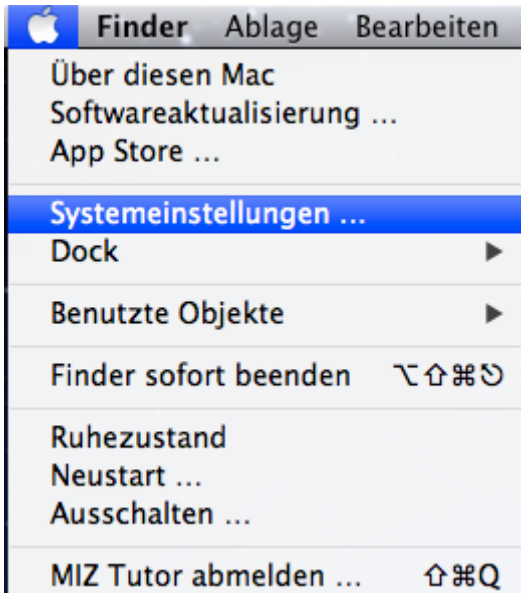 Finder Ablage Bearbeiten
Über diesen Mac
Softwareaktualisierung ...
App Store ...
Systemeinstellungen ...
Dock
Benutzte Objekte
Finder sofort beenden ⌥⇧⌘⎋
Ruhezustand
Neustart ...
Ausschalten ...
MIZ Tutor abmelden ... ⇧⌘Q